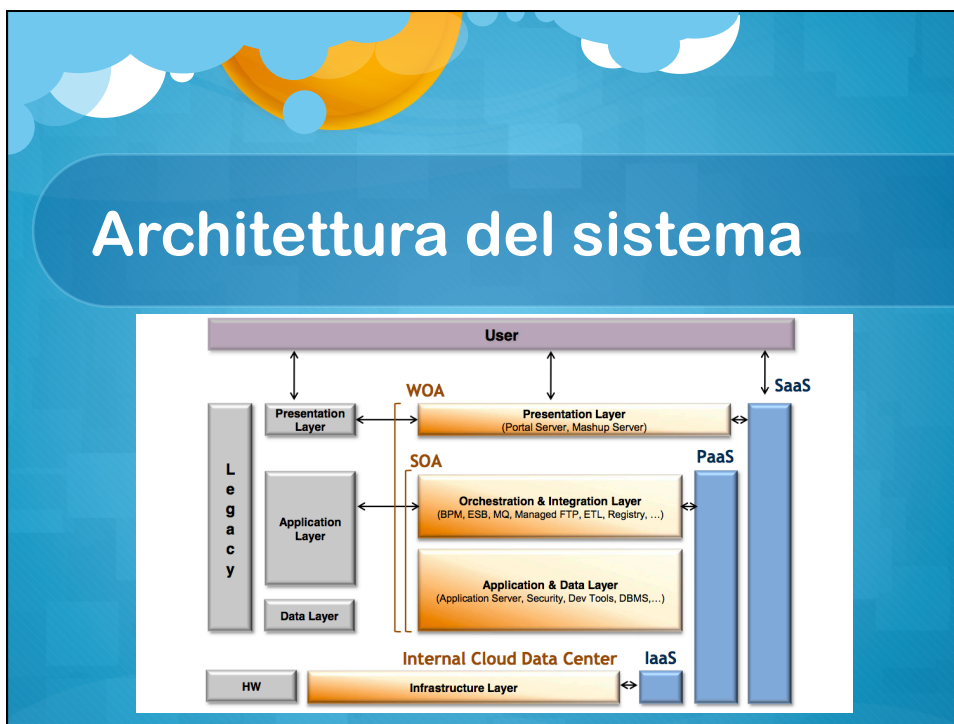 Architettura del sistema
User
WOA
SaaS
Presentation
Layer
Presentation Layer
(Portal Server, Mashup Server)
SOA
PaaS
Legacy
Application
Layer
Orchestration & Integration Layer
(BPM, ESB, MQ, Managed FTP, ETL, Registry, ...)
Application & Data Layer
(Application Server, Security, Dev Tools, DBMS,...)
Data Layer
Internal Cloud Data Center
IaaS
HW
Infrastructure Layer